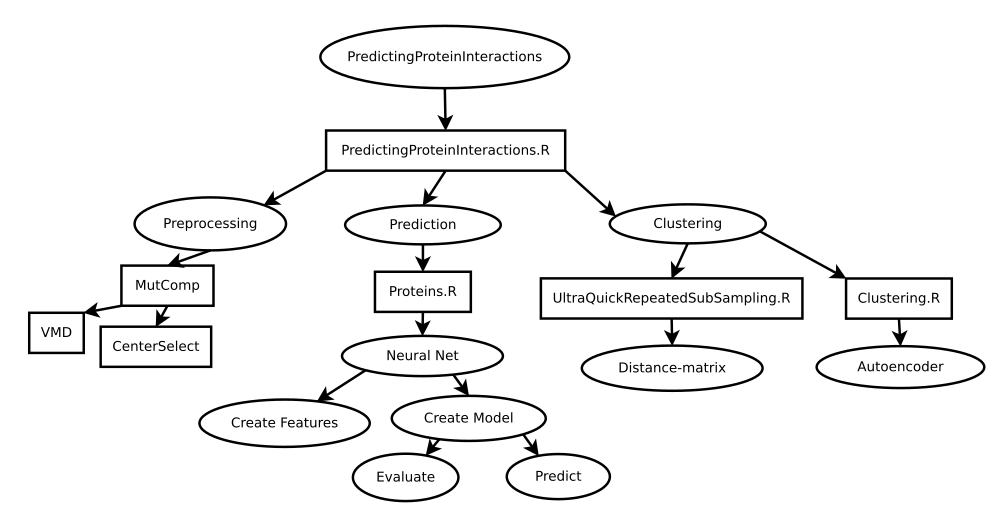 PredictingProteinInteractions
PredictingProteinInteractions.R
Preprocessing
Prediction
Clustering
MutComp
Proteins.R
UltraQuickRepeatedSubSampling.R
Clustering.R
VMD
CenterSelect
Neural Net
Distance-matrix
Autoencoder
Create Features
Create Model
Evaluate
Predict